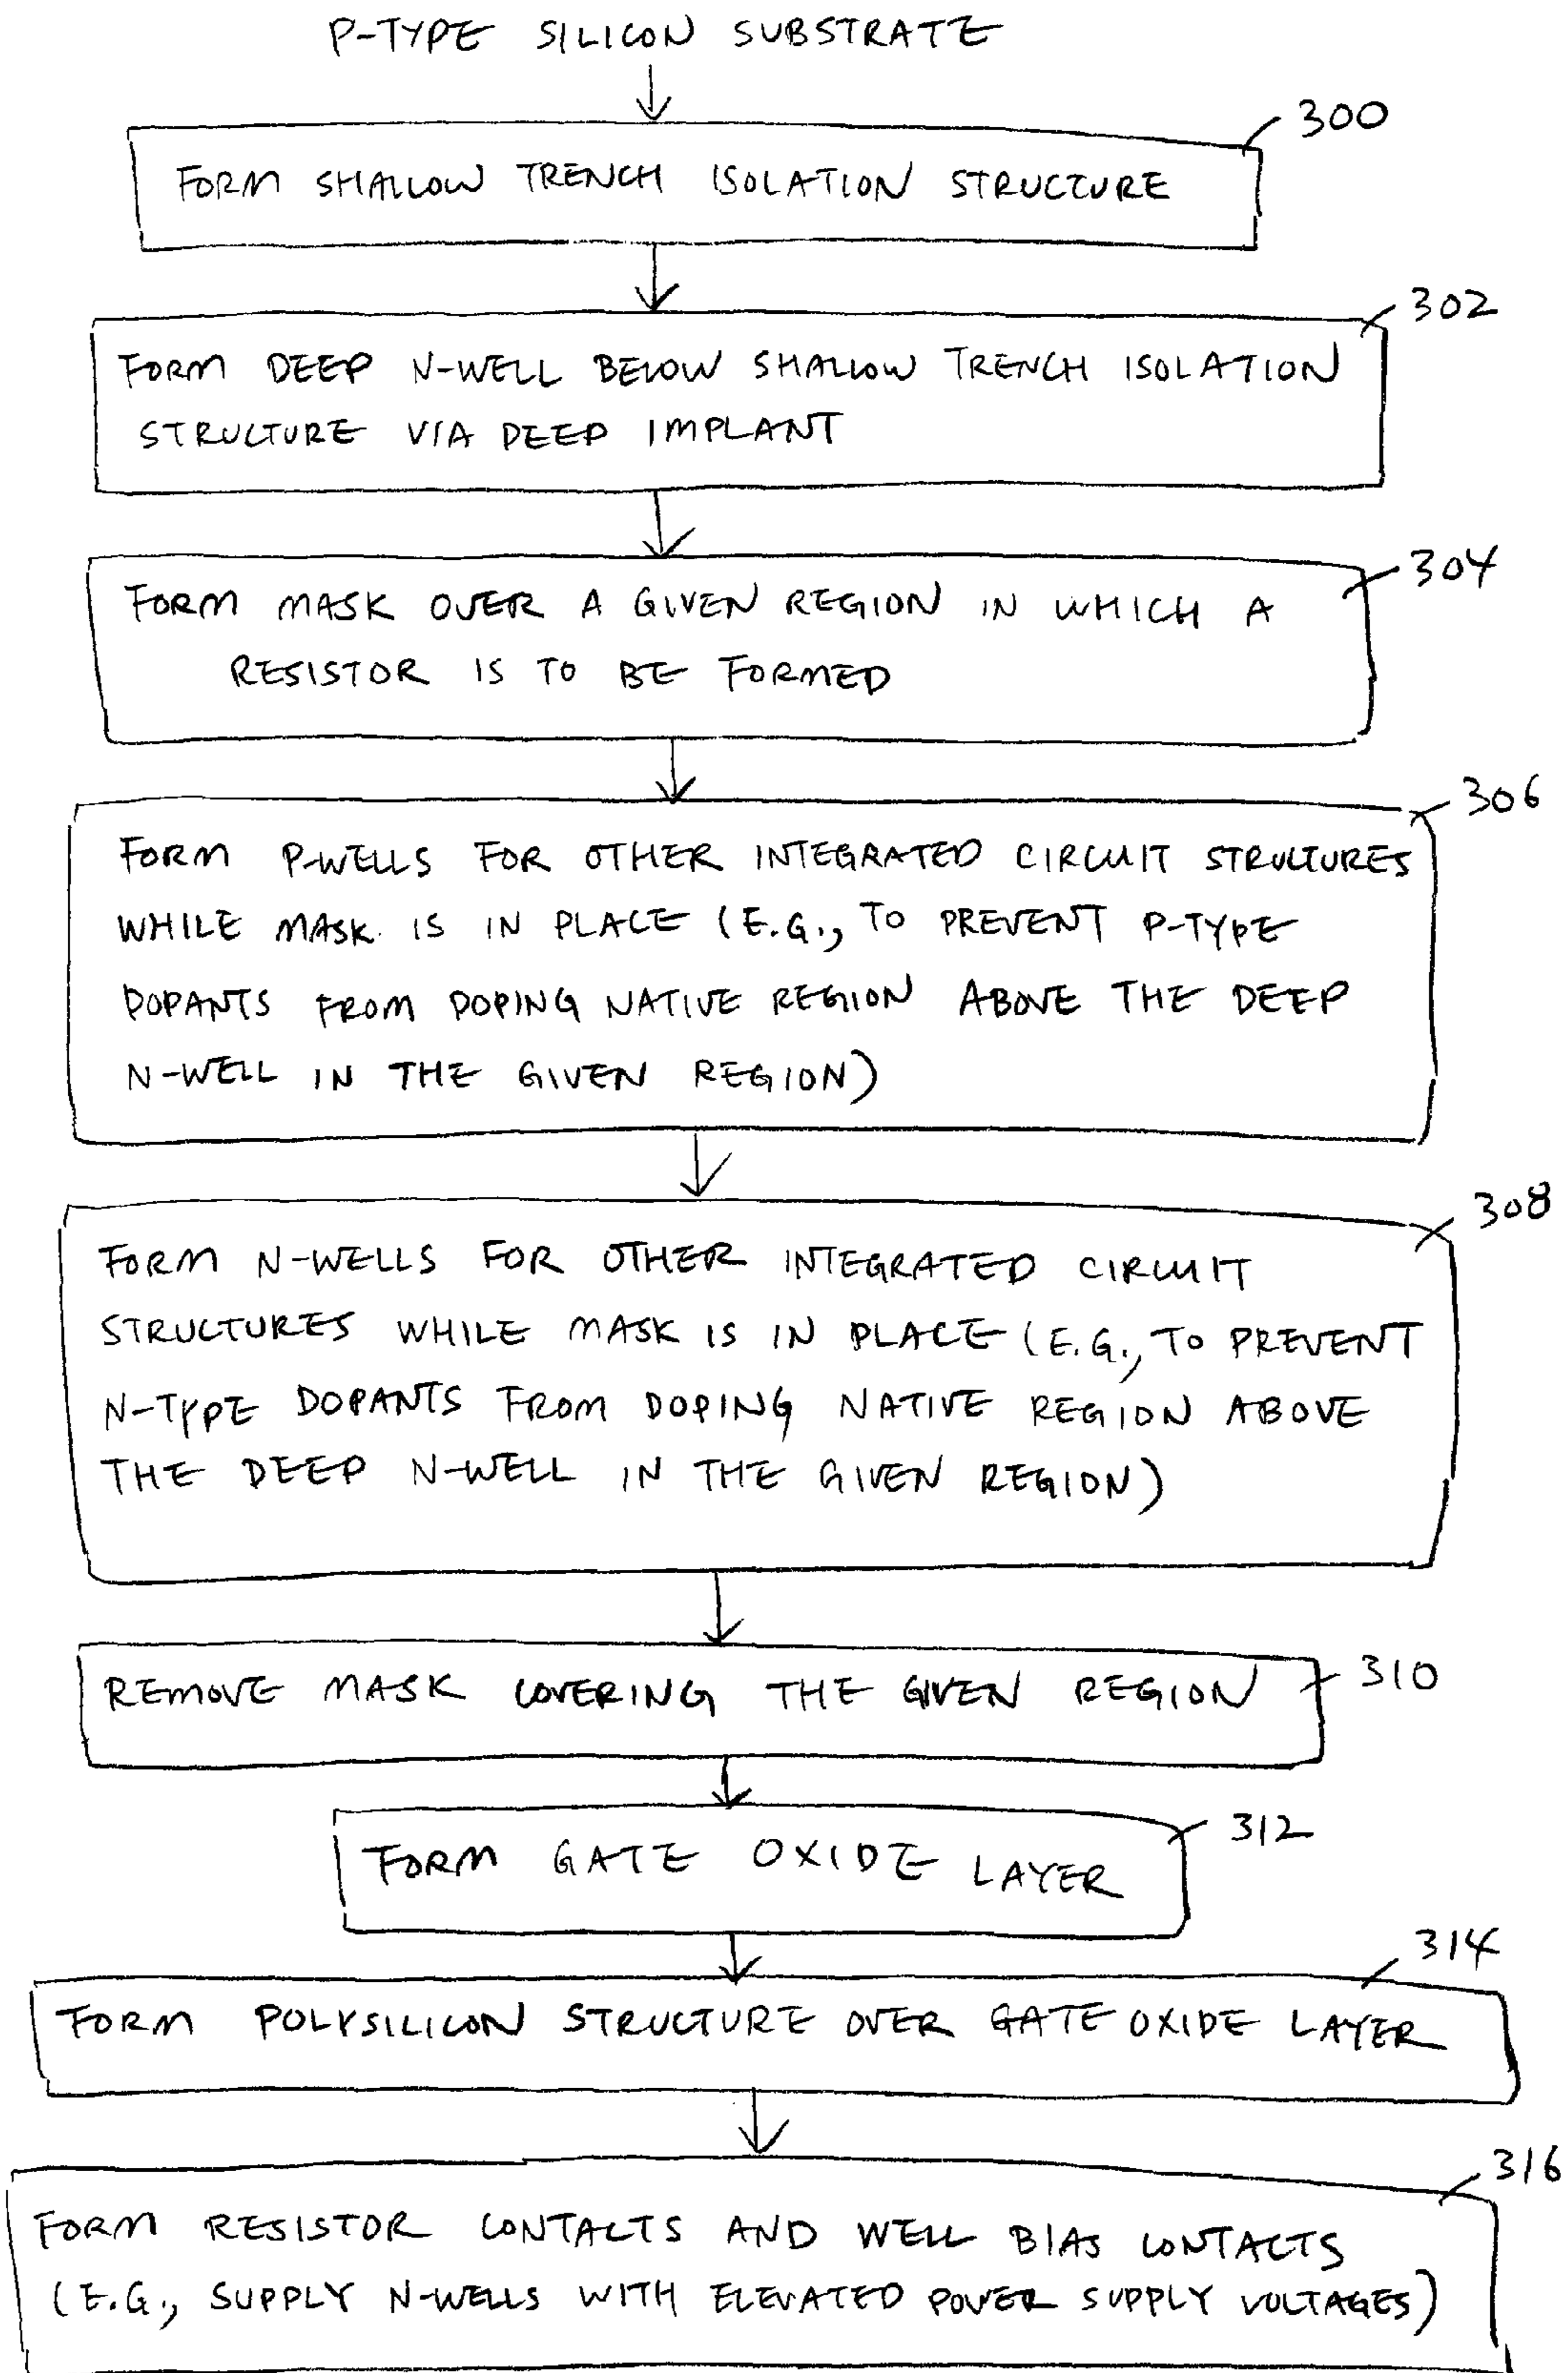 P-TYPE SILICON SUBSTRATE
300
FORM SHALLOW TRENCH ISOLATION STRUCTURE
302
FORM DEEP N-WELL BELOW SHALLOW TRENCH ISOLATION
STRUCTURE VIA DEEP IMPLANT
304
FORM MASK OVER A GIVEN REGION IN WHICH A
RESISTOR IS TO BE FORMED
306
FORM P-WELLS FOR OTHER INTEGRATED CIRCUIT STRUCTURES
WHILE MASK IS IN PLACE (E.G., TO PREVENT P-TYPE
DOPANTS FROM DOPING NATIVE REGION ABOVE THE DEEP
N-WELL IN THE GIVEN REGION)
308
FORM N-WELLS FOR OTHER INTEGRATED CIRCUIT
STRUCTURES WHILE MASK IS IN PLACE (E.G., TO PREVENT
N-TYPE DOPANTS FROM DOPING NATIVE REGION ABOVE
THE DEEP N-WELL IN THE GIVEN REGION)
310
REMOVE MASK COVERING THE GIVEN REGION
312
FORM GATE OXIDE LAYER
314
FORM POLYSILICON STRUCTURE OVER GATE OXIDE LAYER
316
FORM RESISTOR CONTACTS AND WELL BIAS CONTACTS
(E.G., SUPPLY N-WELLS WITH ELEVATED POWER SUPPLY VOLTAGES)